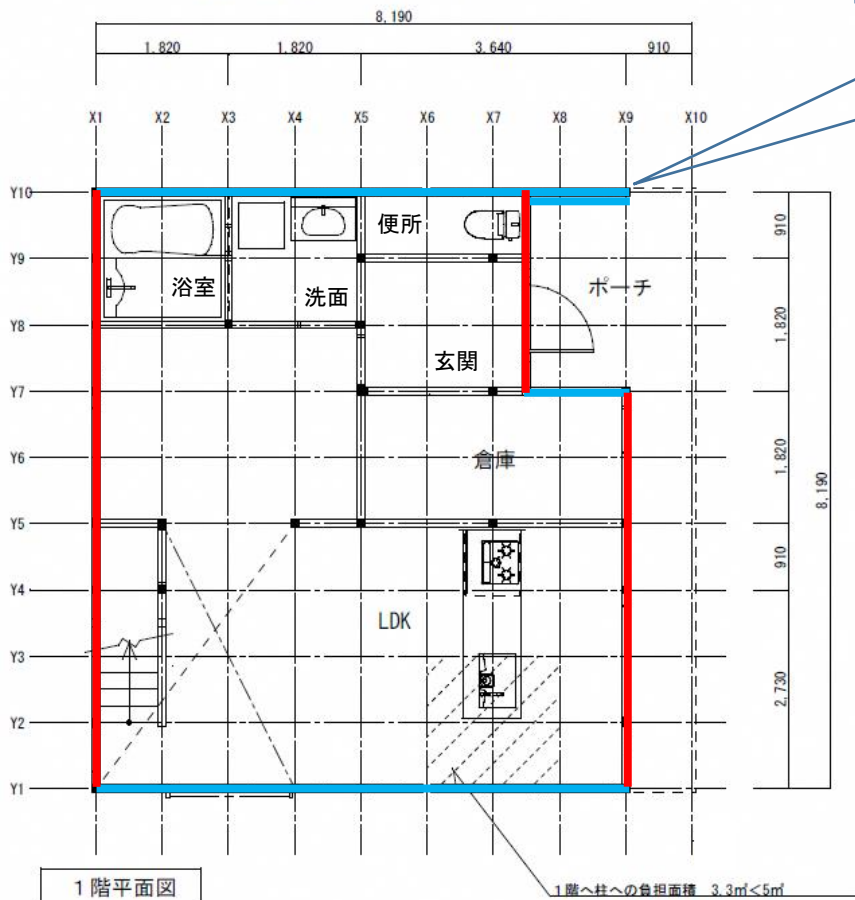 8,190
1,820 1,820 3,640 910
X1 X2 X3 X4 X5 X6 X7 X8 X9 X10
Y10
便所
910
Y9
浴室
洗面
ポーチ
Y8
1,820
玄関
Y7
Y6
倉庫
1,820
8,190
Y5
910
Y4
LDK
Y3
2,730
Y2
Y1
1階平面図
1階へ柱への負担面積 3.3㎡<5㎡